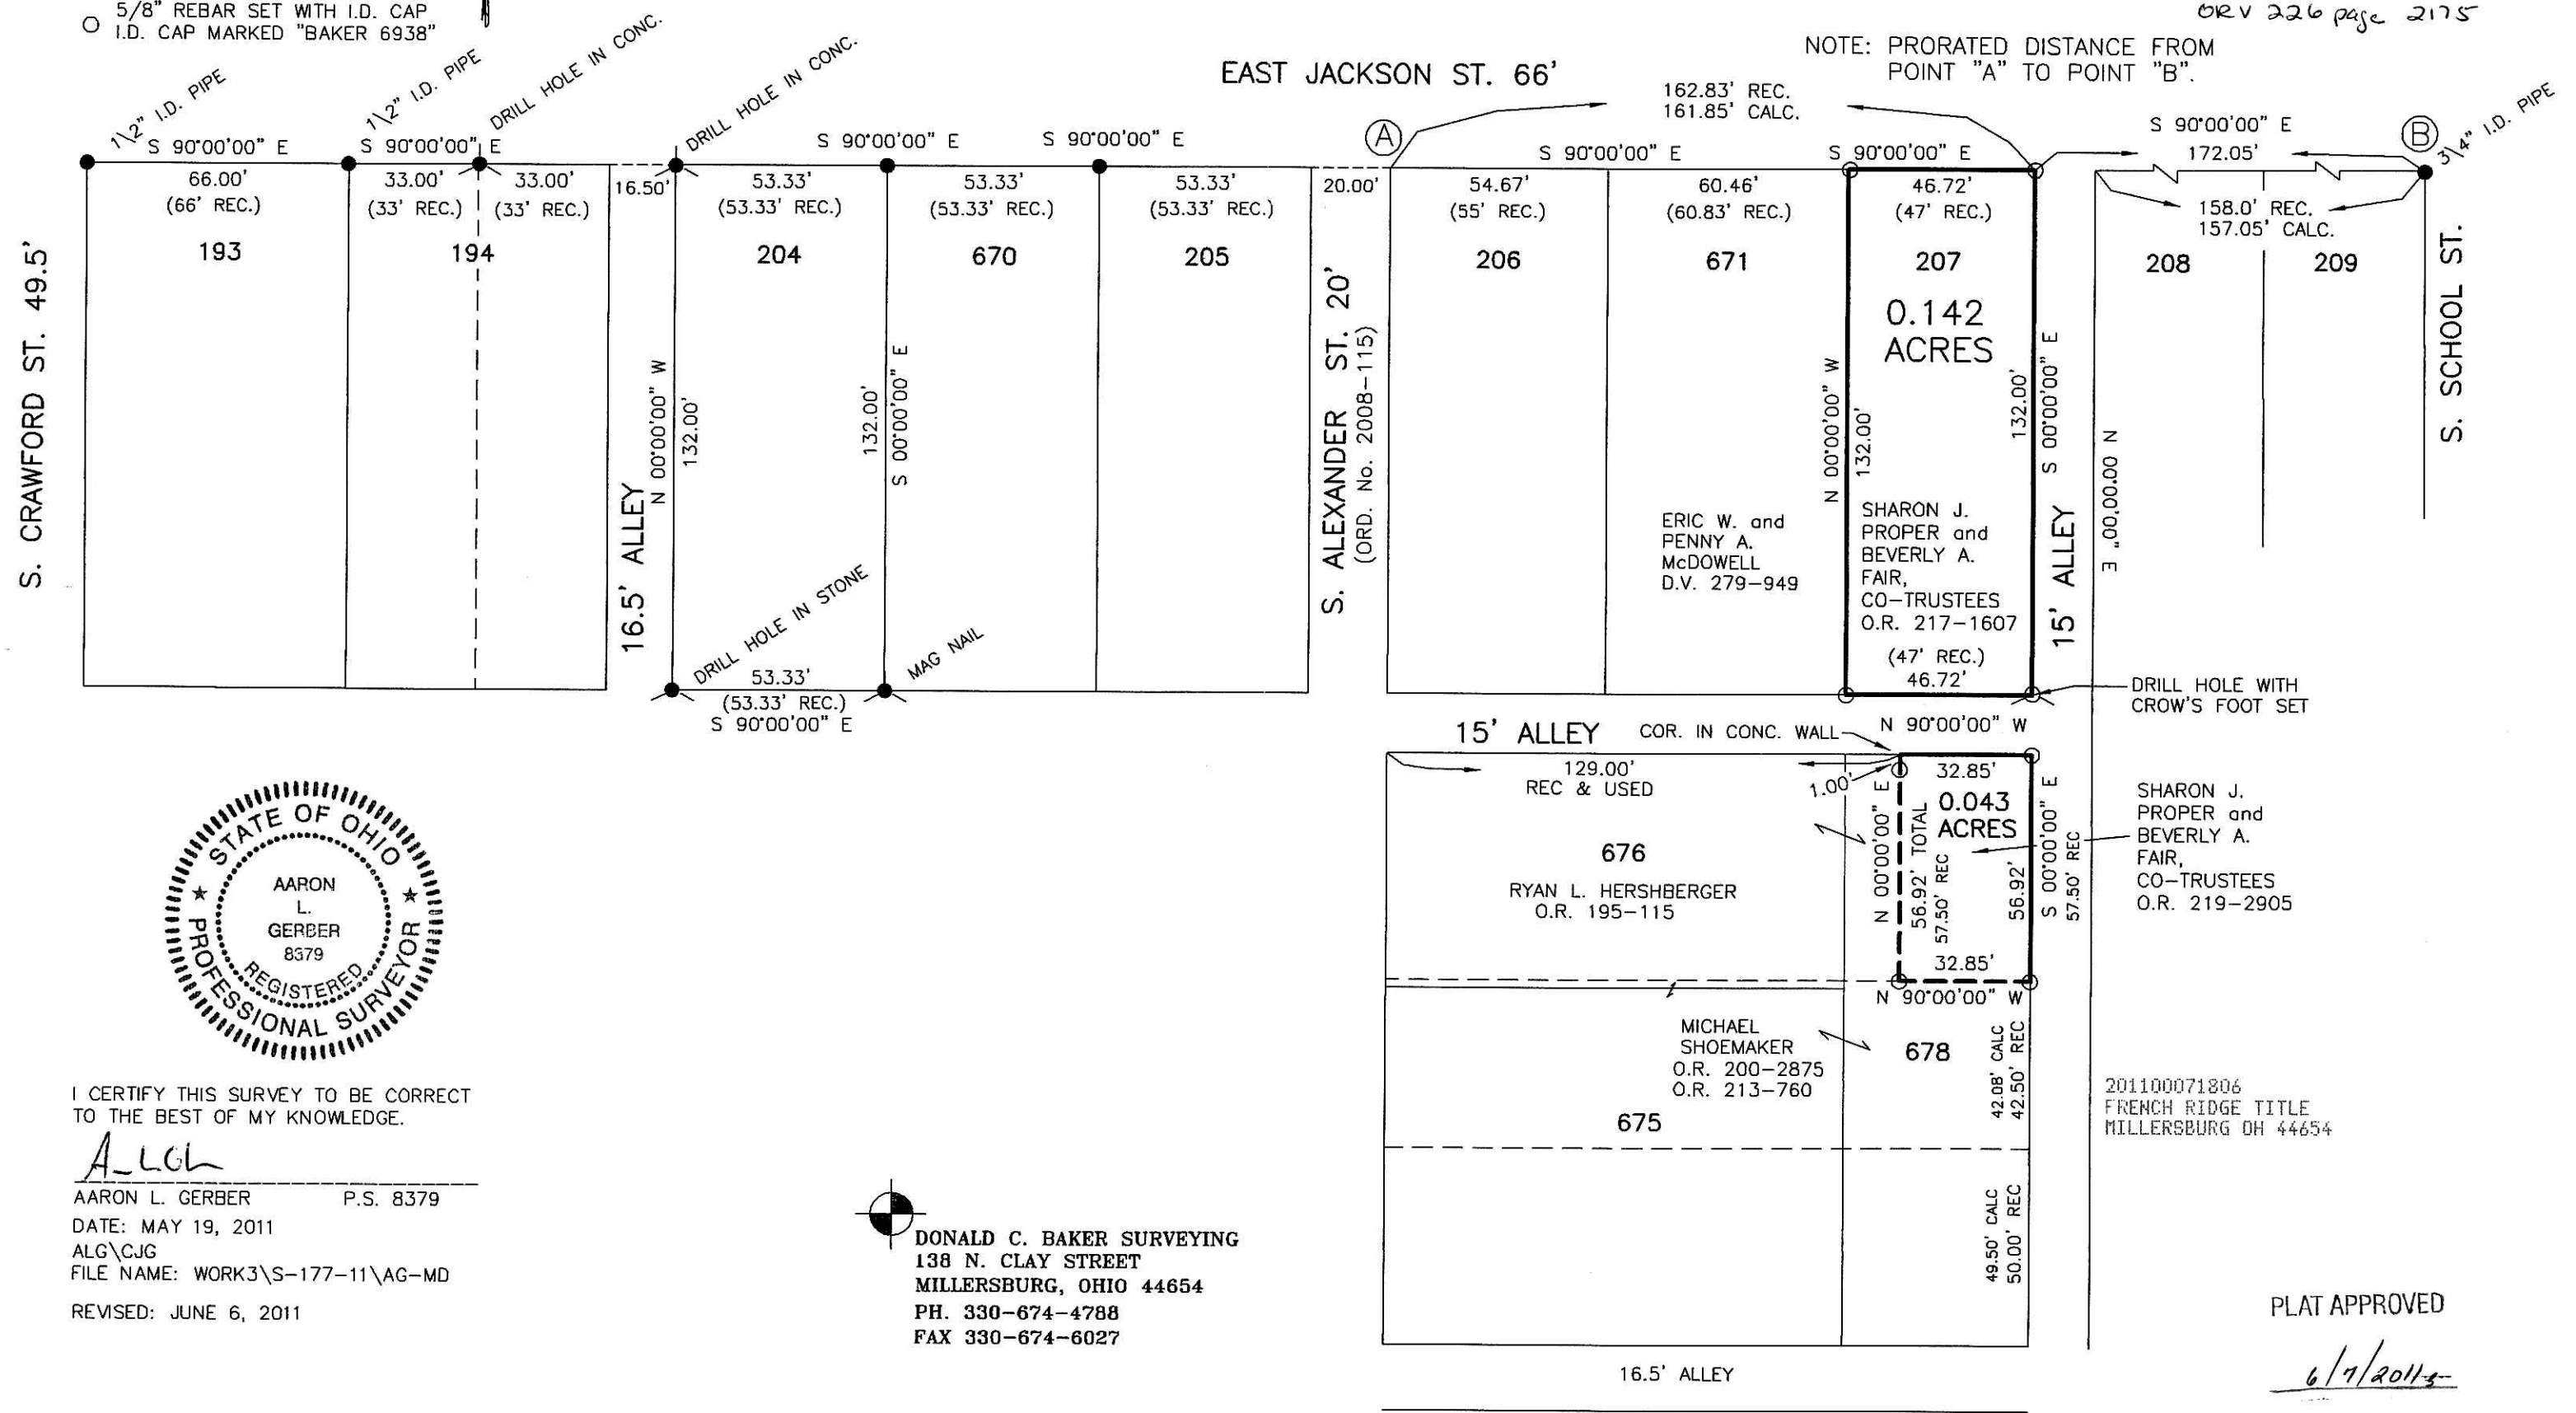 5/8" REBAR SET WITH I.D. CAP
I.D. CAP MARKED "BAKER 6938"
ORV 226 page 2175
NOTE: PRORATED DISTANCE FROM
POINT "A" TO POINT "B".
EAST JACKSON ST. 66'
162.83' REC.
161.85' CALC.
1\2" I.D. PIPE
1\2" I.D. PIPE
DRILL HOLE IN CONC.
DRILL HOLE IN CONC.
A
B
3\4" I.D. PIPE
S 90°00'00" E
S 90°00'00" E
S 90°00'00" E
S 90°00'00" E
S 90°00'00" E
S 90°00'00" E
S 90°00'00" E
172.05'
66.00'
(66' REC.)
193
33.00'
(33' REC.)
33.00'
(33' REC.)
194
16.50'
53.33'
(53.33' REC.)
204
53.33'
(53.33' REC.)
670
53.33'
(53.33' REC.)
205
20.00'
54.67'
(55' REC.)
206
60.46'
(60.83' REC.)
671
46.72'
(47' REC.)
207
0.142
ACRES
158.0' REC.
157.05' CALC.
208
209
S. CRAWFORD ST. 49.5'
16.5' ALLEY
N 00°00'00" W
132.00'
132.00'
S 00°00'00" E
S. ALEXANDER ST. 20'
(ORD. No. 2008-115)
N 00°00'00" W
132.00'
132.00'
S 00°00'00" E
15' ALLEY
N 00°00'00" E
S. SCHOOL ST.
ERIC W. and
PENNY A.
McDOWELL
D.V. 279-949
SHARON J.
PROPER and
BEVERLY A.
FAIR,
CO-TRUSTEES
O.R. 217-1607
(47' REC.)
46.72'
DRILL HOLE IN STONE
MAG NAIL
53.33'
(53.33' REC.)
S 90°00'00" E
DRILL HOLE WITH
CROW'S FOOT SET
15' ALLEY
COR. IN CONC. WALL
N 90°00'00" W
129.00'
REC & USED
1.00'
32.85'
0.043
ACRES
N 00°00'00" E
56.92' TOTAL
57.50' REC
56.92'
S 00°00'00" E
57.50' REC
32.85'
N 90°00'00" W
SHARON J.
PROPER and
BEVERLY A.
FAIR,
CO-TRUSTEES
O.R. 219-2905
676
RYAN L. HERSHBERGER
O.R. 195-115
MICHAEL
SHOEMAKER
O.R. 200-2875
O.R. 213-760
678
675
42.08' CALC
42.50' REC
49.50' CALC
50.00' REC
16.5' ALLEY
201100071806
FRENCH RIDGE TITLE
MILLERSBURG OH 44654
STATE OF OHIO
AARON
L.
GERBER
8379
REGISTERED
PROFESSIONAL SURVEYOR
I CERTIFY THIS SURVEY TO BE CORRECT
TO THE BEST OF MY KNOWLEDGE.
AARON L. GERBER P.S. 8379
DATE: MAY 19, 2011
ALG\CJG
FILE NAME: WORK3\S-177-11\AG-MD
REVISED: JUNE 6, 2011
DONALD C. BAKER SURVEYING
138 N. CLAY STREET
MILLERSBURG, OHIO 44654
PH. 330-674-4788
FAX 330-674-6027
PLAT APPROVED
6/7/2011